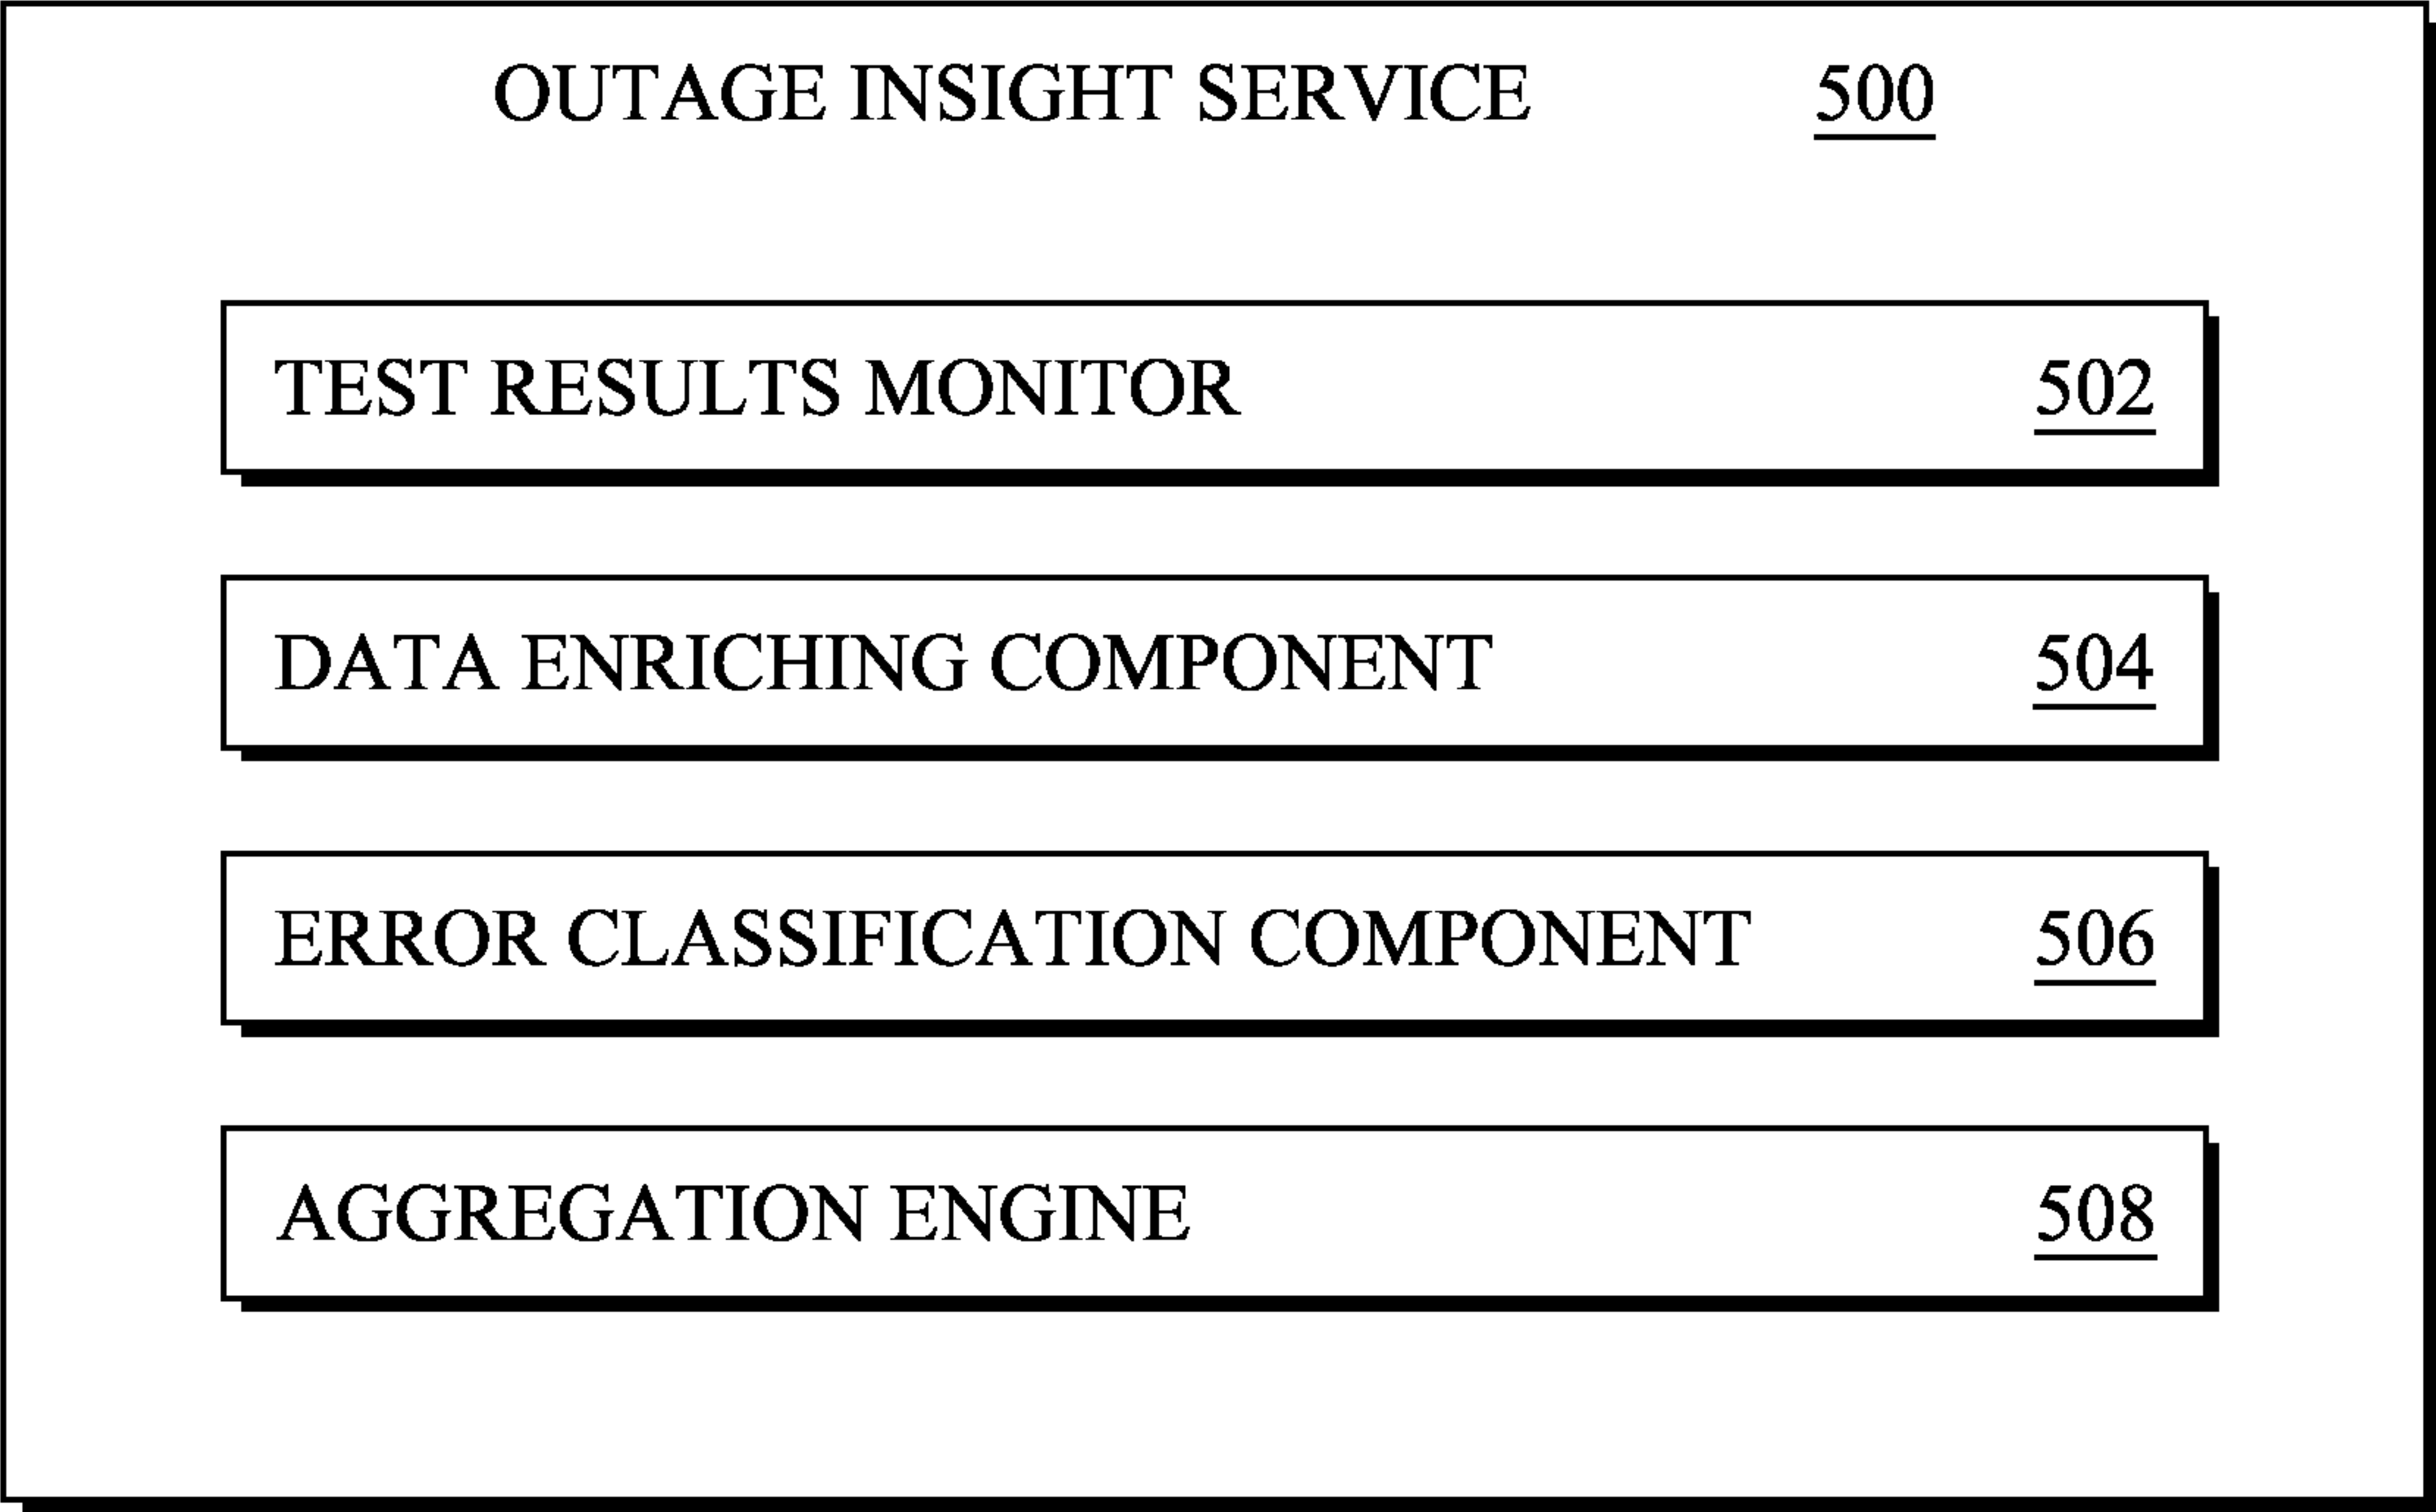 OUTAGE INSIGHT SERVICE 500
TEST RESULTS MONITOR 502
DATA ENRICHING COMPONENT 504
ERROR CLASSIFICATION COMPONENT 506
AGGREGATION ENGINE 508